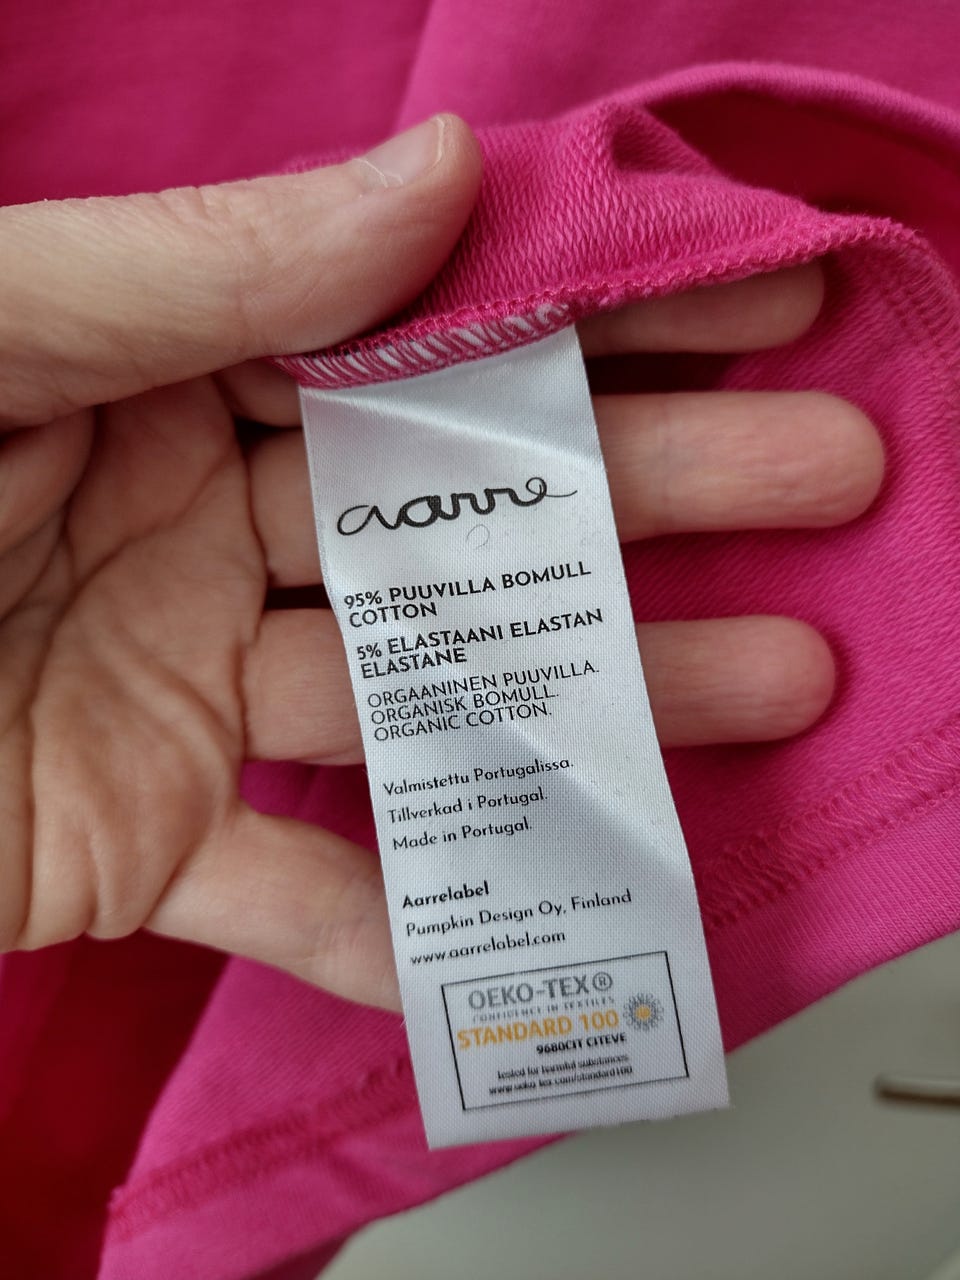 aarre
95% PUUVILLA BOMULL
COTTON
5% ELASTAANI ELASTAN
ELASTANE
ORGAANINEN PUUVILLA.
ORGANISK BOMULL.
ORGANIC COTTON.
Valmistettu Portugalissa.
Tillverkad i Portugal.
Made in Portugal.
Aarrelabel
Pumpkin Design Oy, Finland
www.aarrelabel.com
OEKO-TEX®
CONFIDENCE IN TEXTILES
STANDARD 100
9680CIT CITEVE
tested for harmful substances
www.oeko-tex.com/standard100